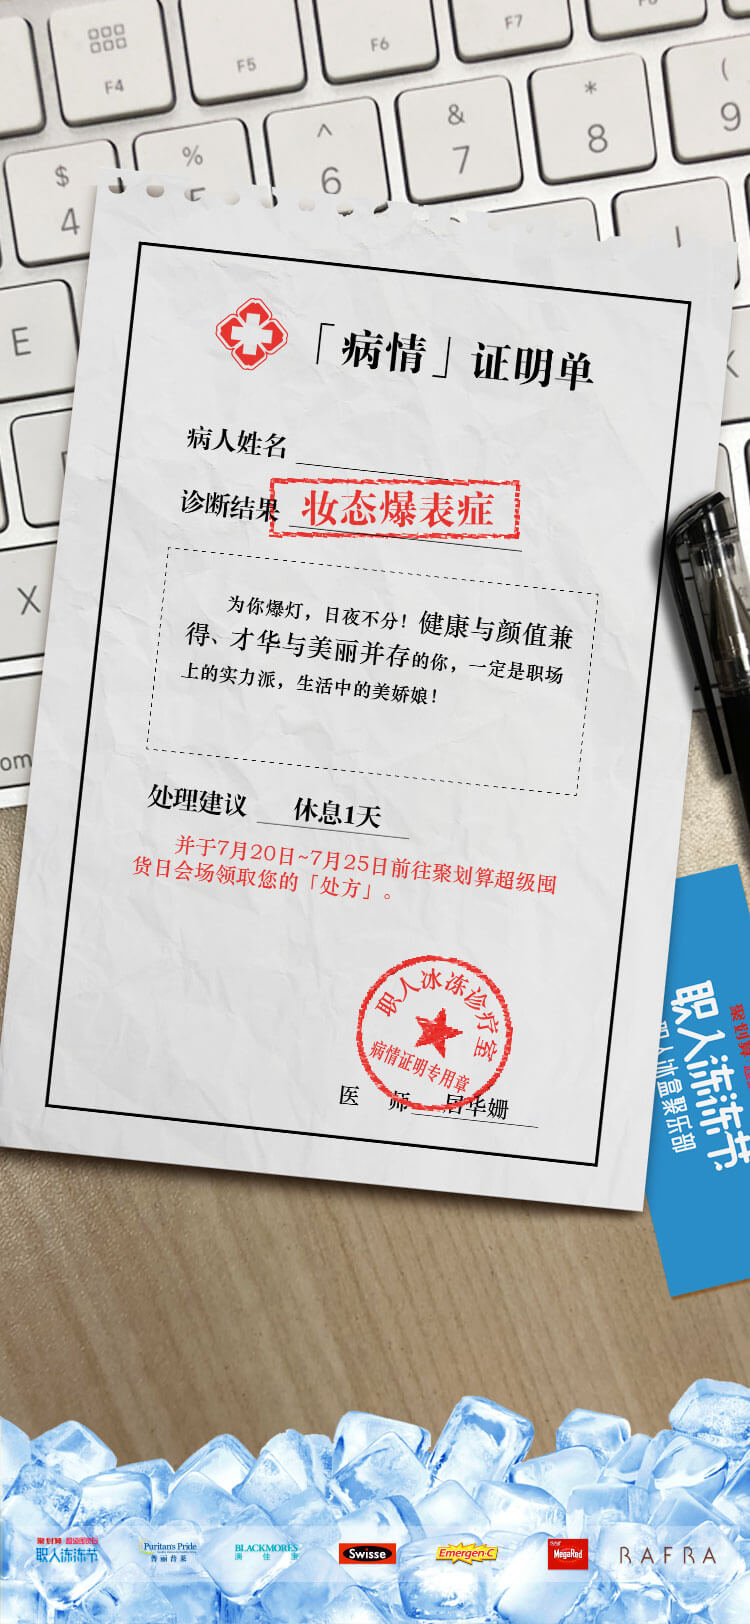 F4
F5
F6
F7
$
4
%
5
^
6
&
7
*
8
(
9
E
X
「病情」证明单
病人姓名
诊断结果 妆态爆表症
为你爆灯，日夜不分！健康与颜值兼
得、才华与美丽并存的你，一定是职场
上的实力派，生活中的美娇娘！
处理建议 休息1天
并于7月20日~7月25日前往聚划算超级囤
货日会场领取您的「处方」。
职人冰冻诊疗室
病情证明专用章
医 师 居华姗
聚划算
职人冻冻节
职人冰盒聚乐部
聚划算 超级囤货日
职人冻冻节
Puritan's Pride
普丽普莱
BLACKMORES
澳佳宝
Swisse
Emergen-C
MegaRed
RAFRA